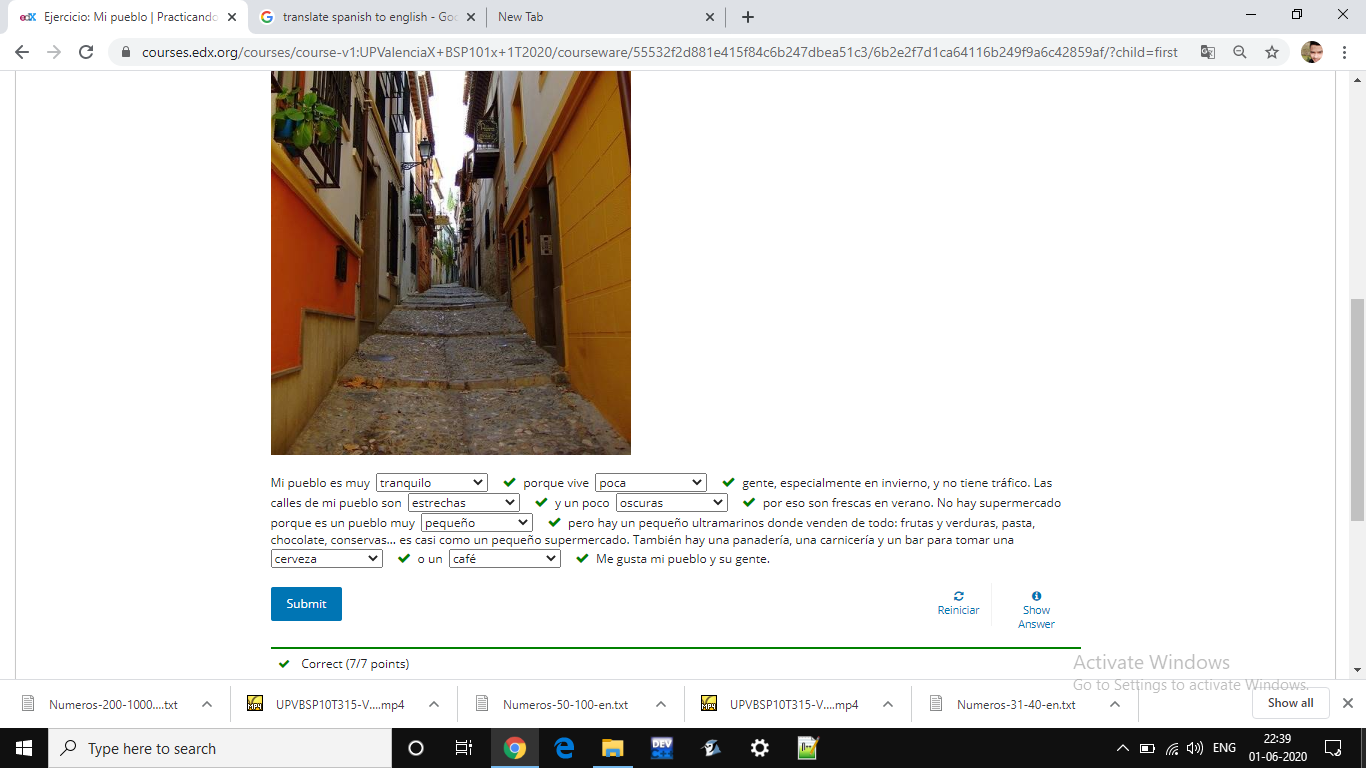 Ejercicio: Mi pueblo | Practicando
translate spanish to english - Goo
New Tab
courses.edx.org/courses/course-v1:UPValenciaX+BSP101x+1T2020/courseware/55532f2d881e415f84c6b247dbea51c3/6b2e2f7d1ca64116b249f9a6c42859af/?child=first
Mi pueblo es muy tranquilo porque vive poca gente, especialmente en invierno, y no tiene tráfico. Las
calles de mi pueblo son estrechas y un poco oscuras por eso son frescas en verano. No hay supermercado
porque es un pueblo muy pequeño pero hay un pequeño ultramarinos donde venden de todo: frutas y verduras, pasta,
chocolate, conservas... es casi como un pequeño supermercado. También hay una panadería, una carnicería y un bar para tomar una
cerveza o un café Me gusta mi pueblo y su gente.
Submit
Reiniciar
Show
Answer
Correct (7/7 points)
Activate Windows
Go to Settings to activate Windows.
Numeros-200-1000....txt
UPVBSP10T315-V....mp4
Numeros-50-100-en.txt
UPVBSP10T315-V....mp4
Numeros-31-40-en.txt
Show all
Type here to search
DEV
ENG
22:39
01-06-2020